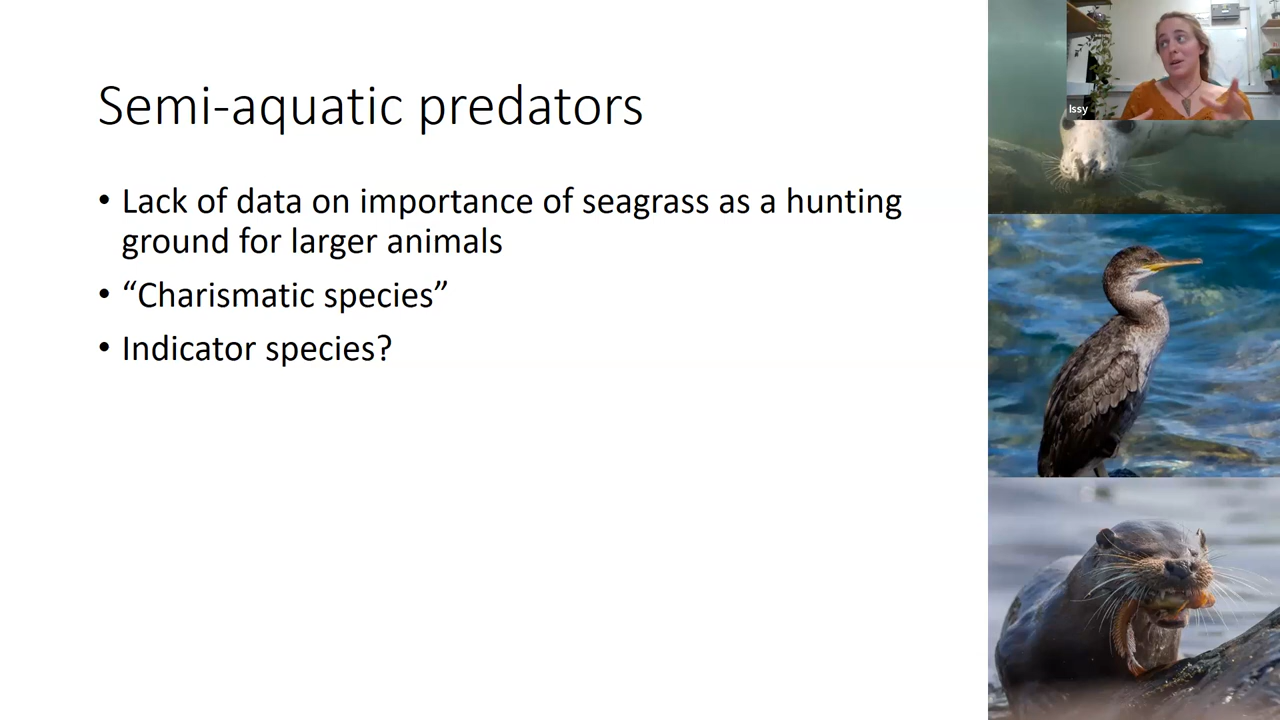 Semi-aquatic predators
• Lack of data on importance of seagrass as a hunting
ground for larger animals
• “Charismatic species”
• Indicator species?
Issy